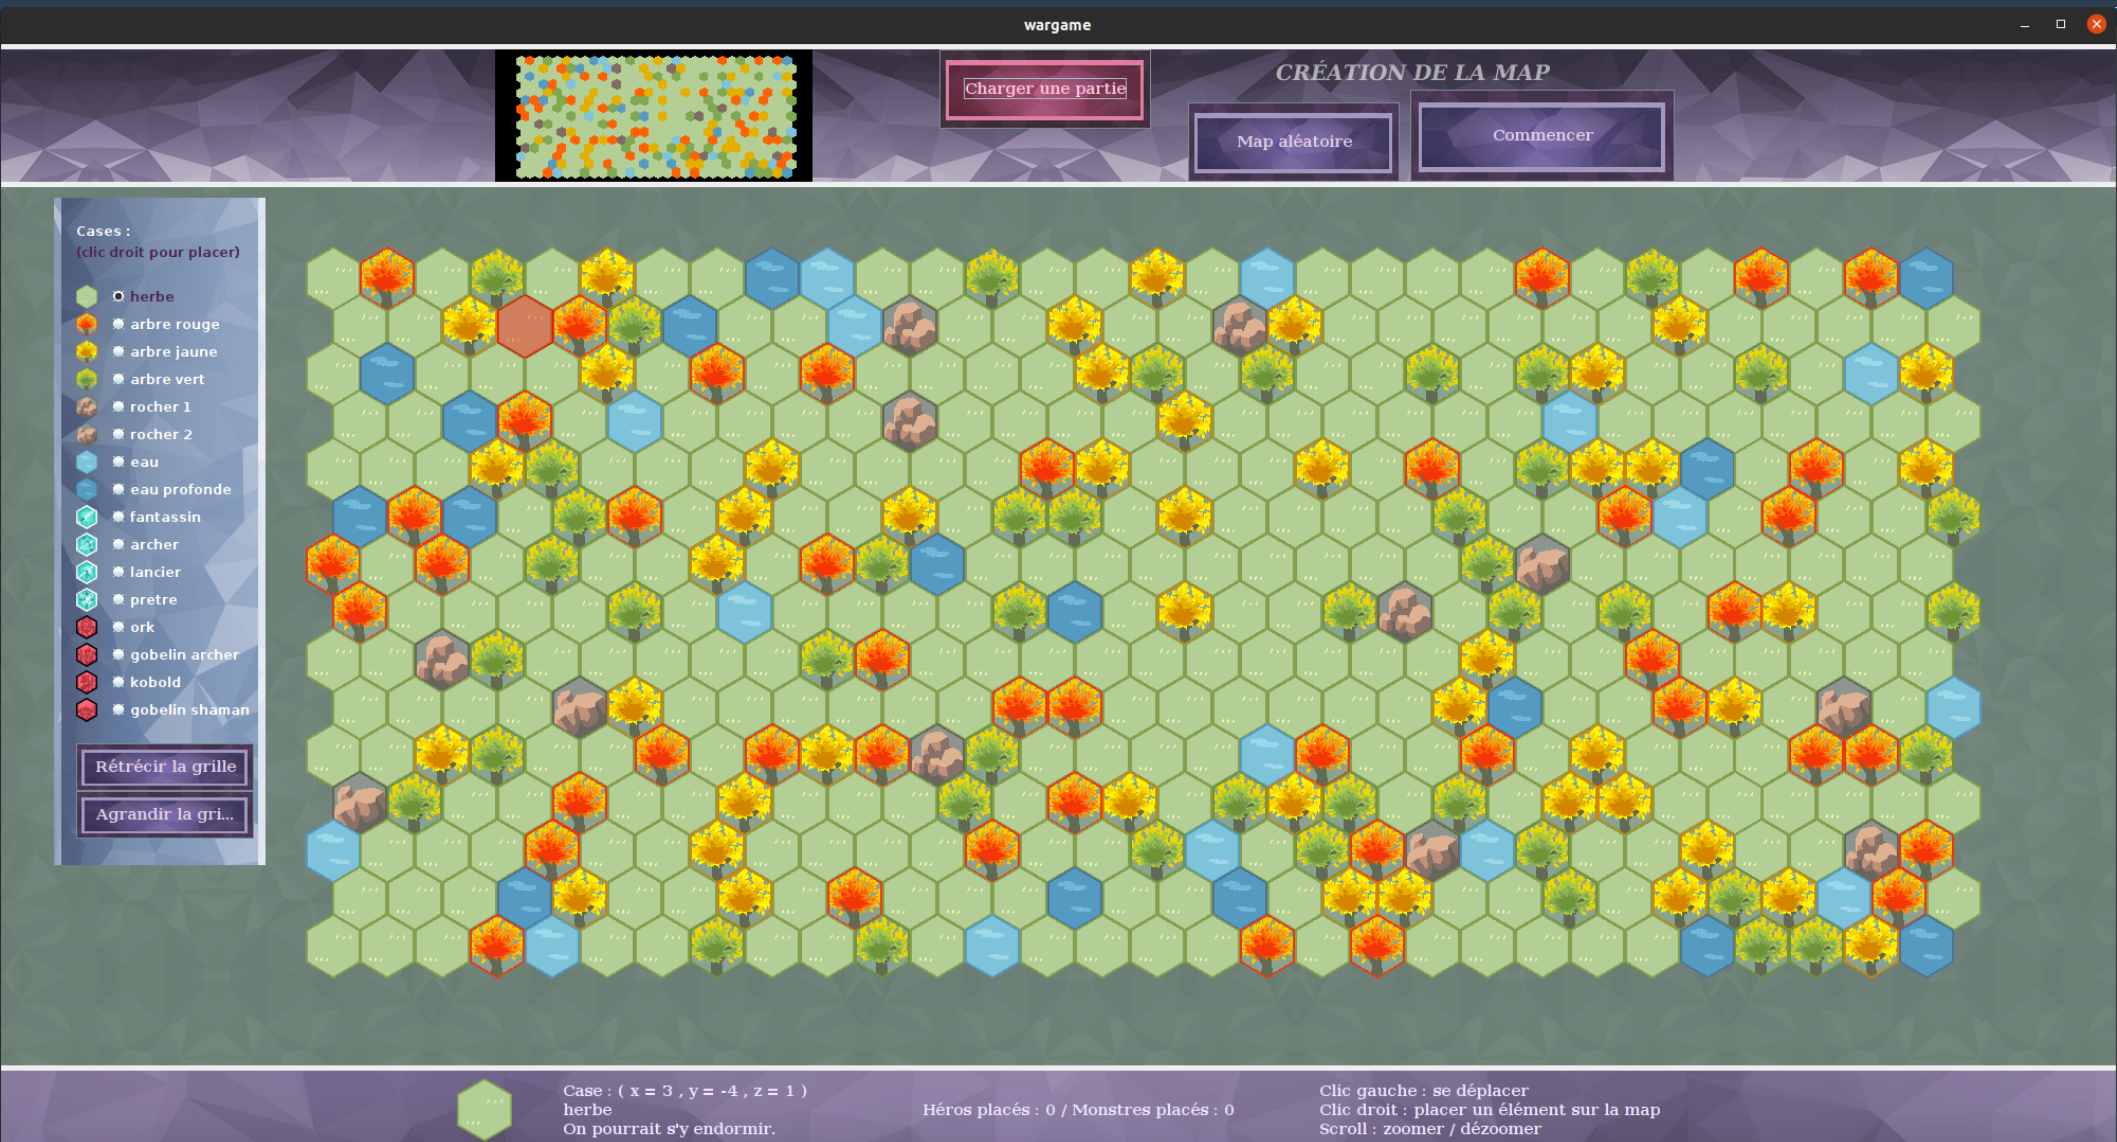 wargame
Charger une partie
CRÉATION DE LA MAP
Map aléatoire
Commencer
Cases :
(clic droit pour placer)
herbe
arbre rouge
arbre jaune
arbre vert
rocher 1
rocher 2
eau
eau profonde
fantassin
archer
lancier
pretre
ork
gobelin archer
kobold
gobelin shaman
Rétrécir la grille
Agrandir la gri...
Case : ( x = 3 , y = -4 , z = 1 )
herbe
On pourrait s'y endormir.
Héros placés : 0 / Monstres placés : 0
Clic gauche : se déplacer
Clic droit : placer un élément sur la map
Scroll : zoomer / dézoomer